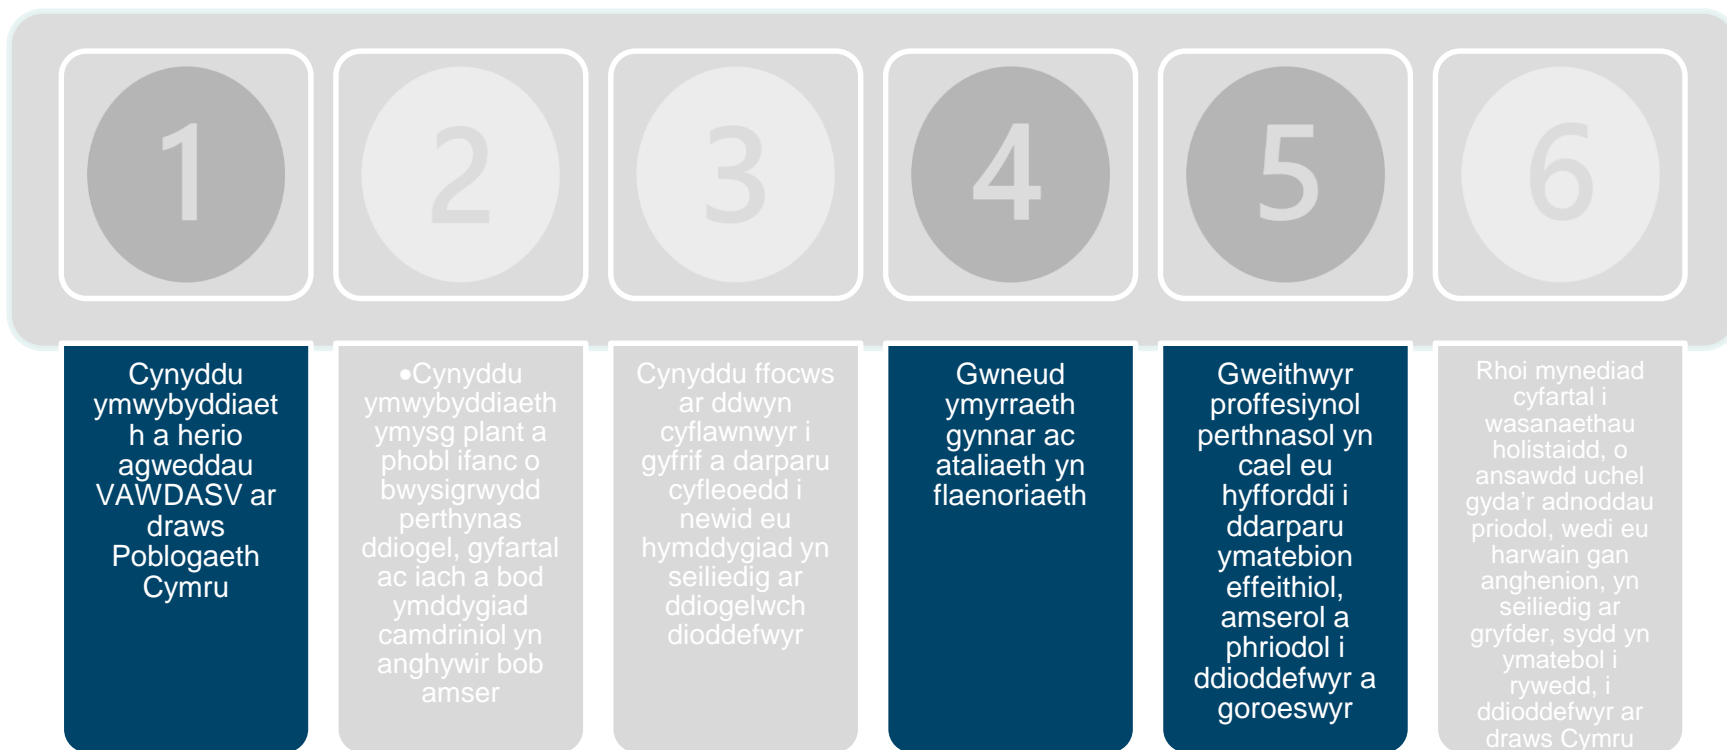 1
2
3
4
5
6
Cynyddu
ymwybyddiaet
h a herio
agweddau
VAWDASV ar
draws
Poblogaeth
Cymru
•Cynyddu
ymwybyddiaeth
ymysg plant a
phobl ifanc o
bwysigrwydd
perthynas
ddiogel, gyfartal
ac iach a bod
ymddygiad
camdriniol yn
anghywir bob
amser
Cynyddu ffocws
ar ddwyn
cyflawnwyr i
gyfrif a darparu
cyfleoedd i
newid eu
hymddygiad yn
seiliedig ar
ddiogelwch
dioddefwyr
Gwneud
ymyrraeth
gynnar ac
ataliaeth yn
flaenoriaeth
Gweithwyr
proffesiynol
perthnasol yn
cael eu
hyfforddi i
ddarparu
ymatebion
effeithiol,
amserol a
phriodol i
ddioddefwyr a
goroeswyr
Rhoi mynediad
cyfartal i
wasanaethau
holistaidd, o
ansawdd uchel
gyda’r adnoddau
priodol, wedi eu
harwain gan
anghenion, yn
seiliedig ar
gryfder, sydd yn
ymatebol i
rywedd, i
ddioddefwyr ar
draws Cymru